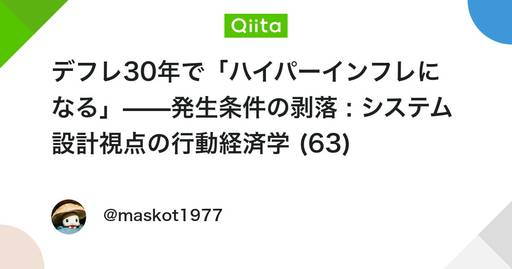 Qiita
デフレ30年で「ハイパーインフレに
なる」——発生条件の剥落 : システム
設計視点の行動経済学 (63)
@maskot1977